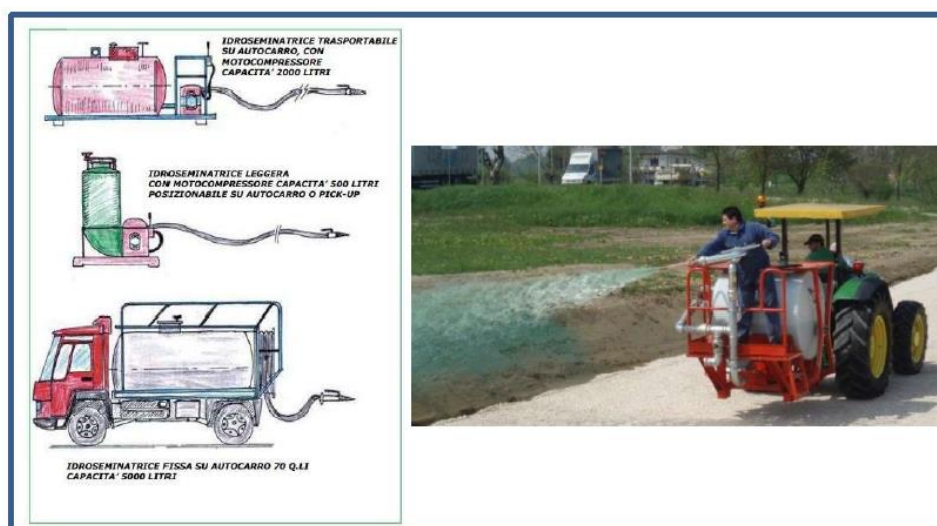 IDROSEMINATRICE TRASPORTABILE
SU AUTOCARRO, CON
MOTOCOMPRESSORE
CAPACITA' 2000 LITRI
IDROSEMINATRICE LEGGERA
CON MOTOCOMPRESSORE CAPACITA' 500 LITRI
POSIZIONABILE SU AUTOCARRO O PICK-UP
IDROSEMINATRICE FISSA SU AUTOCARRO 70 Q.LI
CAPACITA' 5000 LITRI